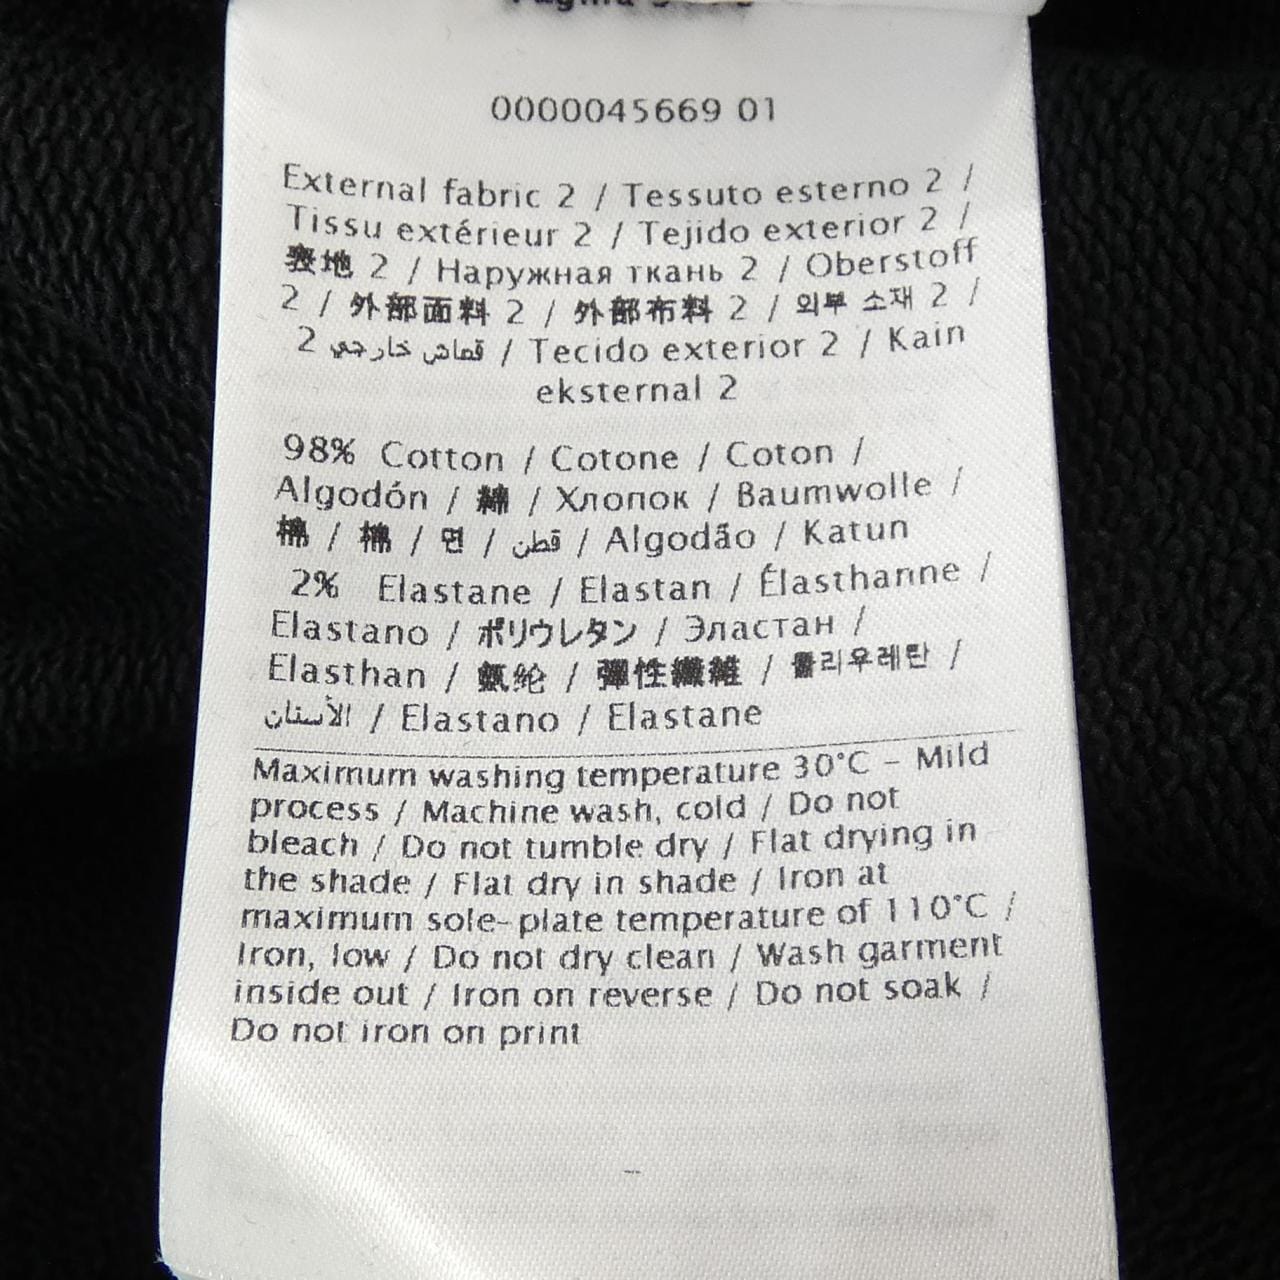 0000045669 01
External fabric 2 / Tessuto esterno 2 /
Tissu extérieur 2 / Tejido exterior 2 /
表地 2 / Наружная ткань 2 / Oberstoff
2 / 外部面料 2 / 外部布料 2 / 외부 소재 2 /
قماش خارجي 2 / Tecido exterior 2 / Kain
eksternal 2
98% Cotton / Cotone / Coton /
Algodón / 綿 / Хлопок / Baumwolle /
棉 / 棉 / 면 / قطن / Algodão / Katun
2% Elastane / Elastan / Élasthanne /
Elastano / ポリウレタン / Эластан /
Elasthan / 氨纶 / 彈性纖維 / 폴리우레탄 /
الأستان / Elastano / Elastane
Maximum washing temperature 30°C – Mild
process / Machine wash, cold / Do not
bleach / Do not tumble dry / Flat drying in
the shade / Flat dry in shade / Iron at
maximum sole-plate temperature of 110°C /
Iron, low / Do not dry clean / Wash garment
inside out / Iron on reverse / Do not soak /
Do not iron on print